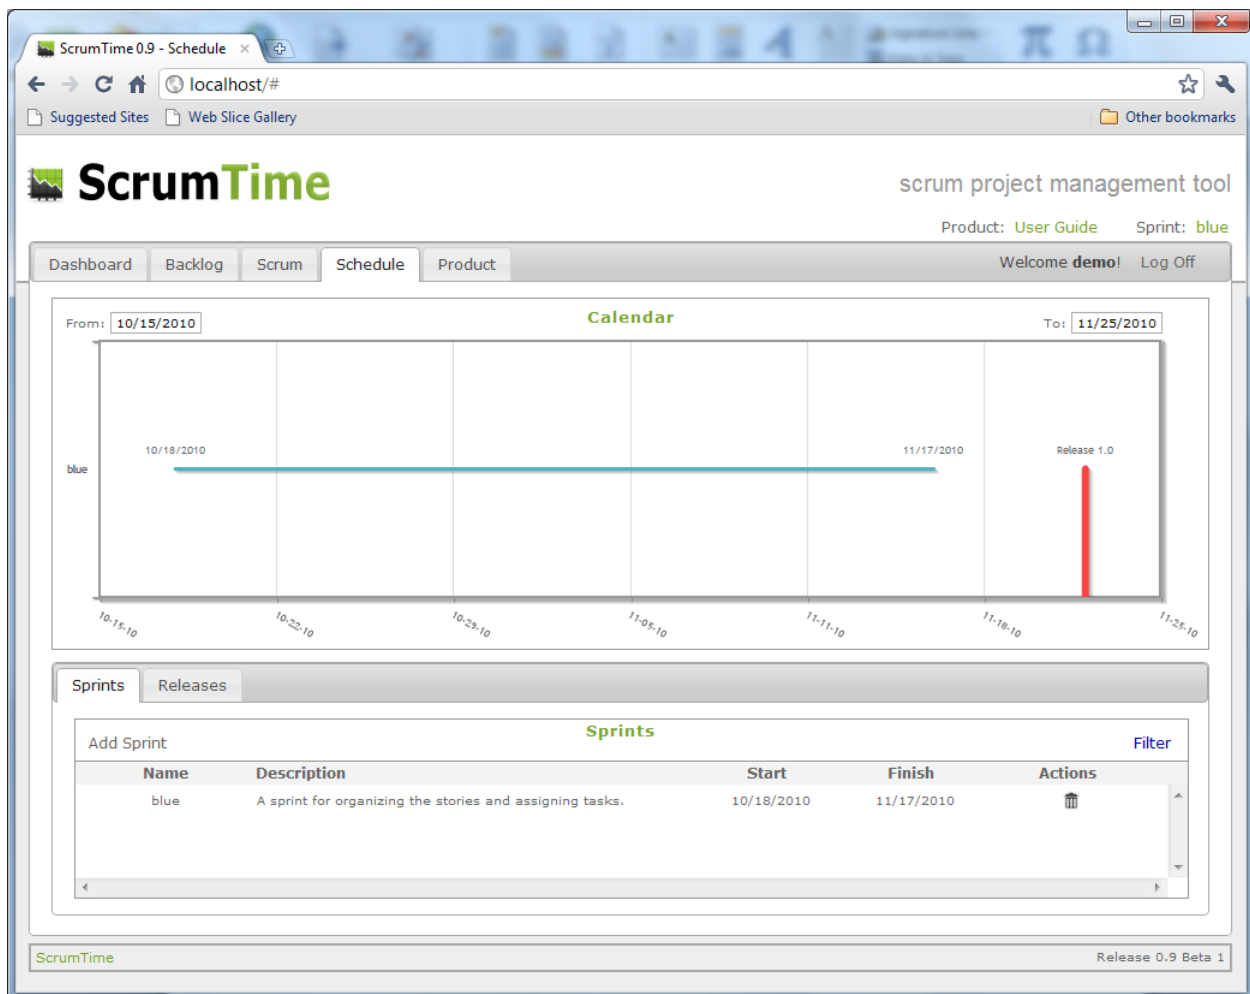 ScrumTime 0.9 - Schedule
localhost/#
Suggested Sites Web Slice Gallery Other bookmarks
ScrumTime
scrum project management tool
Product: User Guide Sprint: blue
Dashboard Backlog Scrum Schedule Product Welcome demo! Log Off
From: 10/15/2010 Calendar To: 11/25/2010
10/18/2010 11/17/2010 Release 1.0
blue
10-15-10 10-22-10 10-29-10 11-05-10 11-11-10 11-18-10 11-25-10
Sprints Releases
Sprints
Add Sprint Filter
Name Description Start Finish Actions
blue A sprint for organizing the stories and assigning tasks. 10/18/2010 11/17/2010
ScrumTime Release 0.9 Beta 1